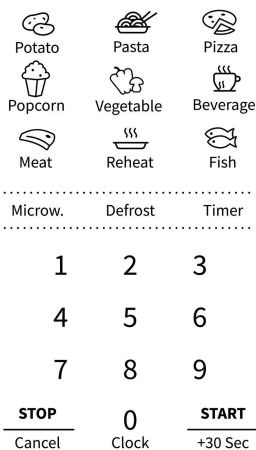 Potato Pasta Pizza
Popcorn Vegetable Beverage
Meat Reheat Fish
Microw. Defrost Timer
1 2 3
4 5 6
7 8 9
STOP 0 START
Cancel Clock +30 Sec